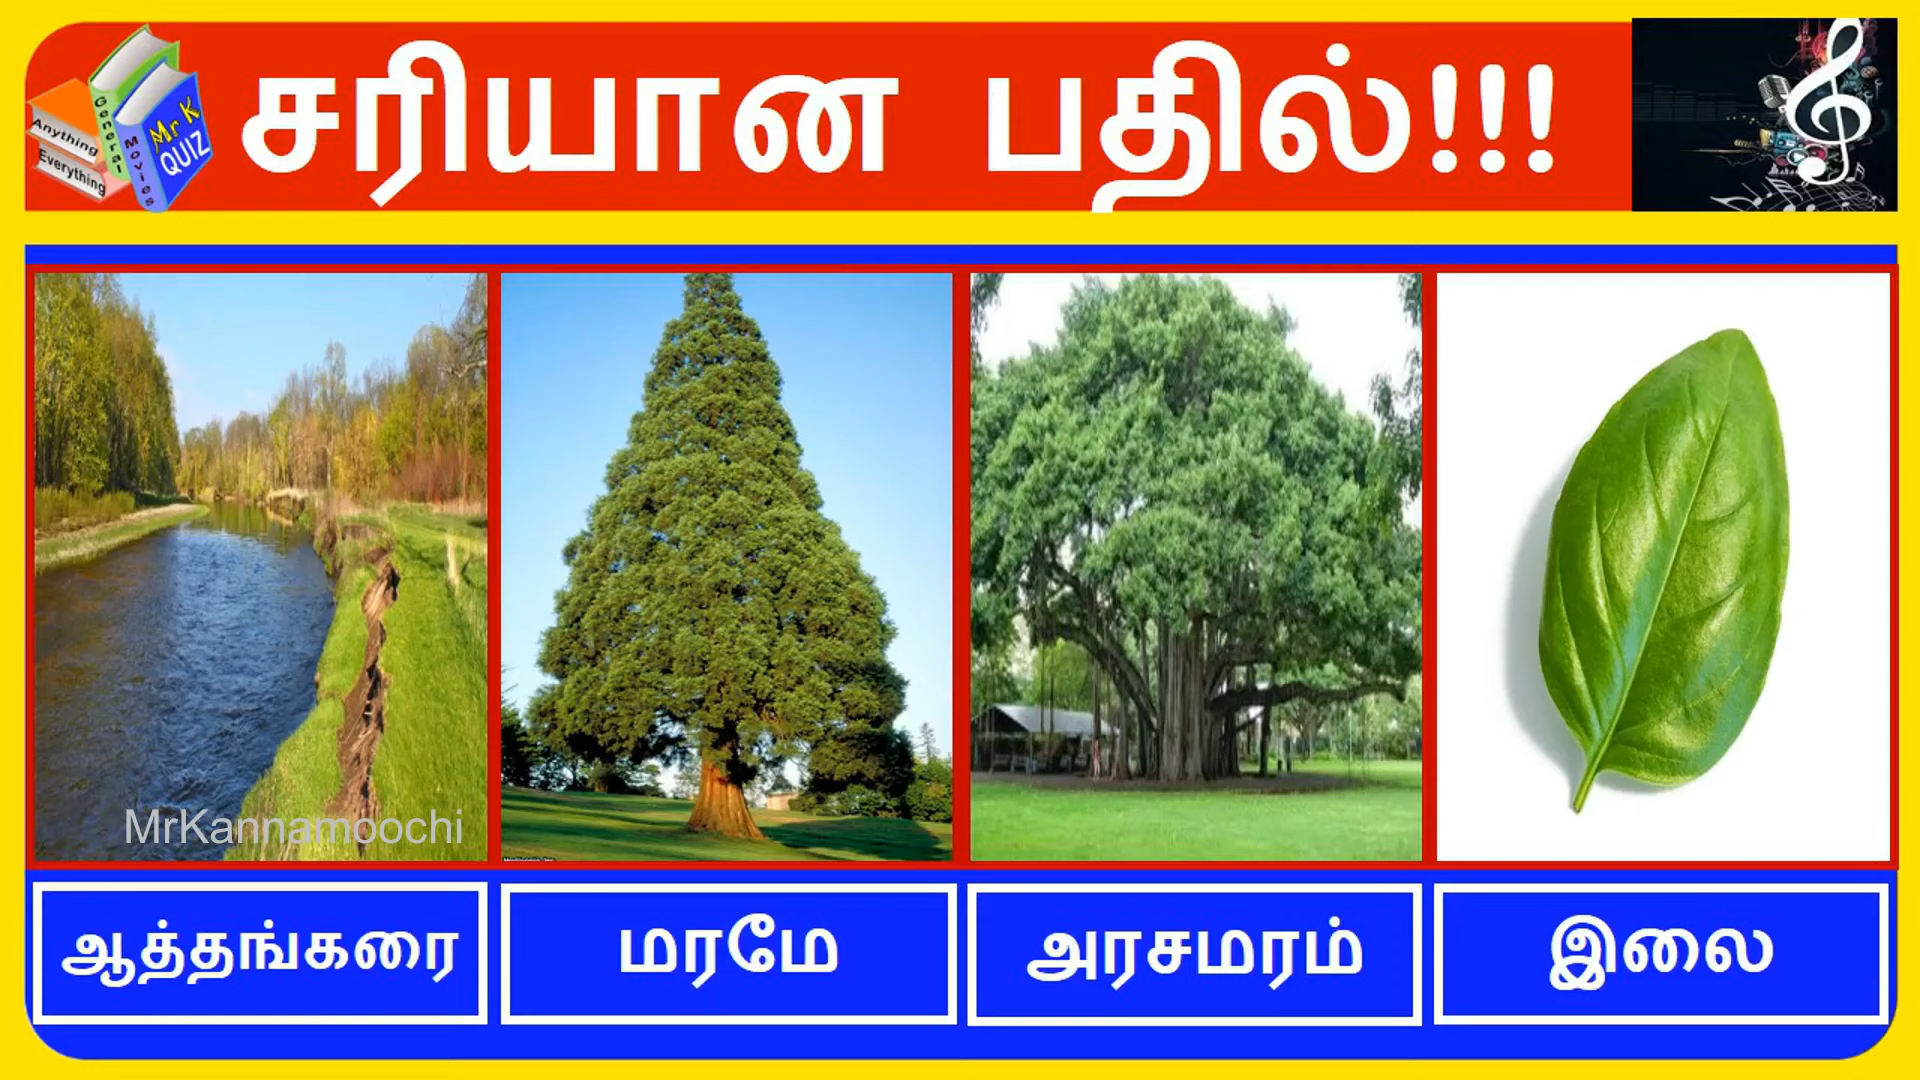 Anything
Everything
General
Movies
Mr K
QUIZ
சரியான பதில்!!!
MrKannamoochi
ஆத்தங்கரை
மரமே
அரசமரம்
இலை